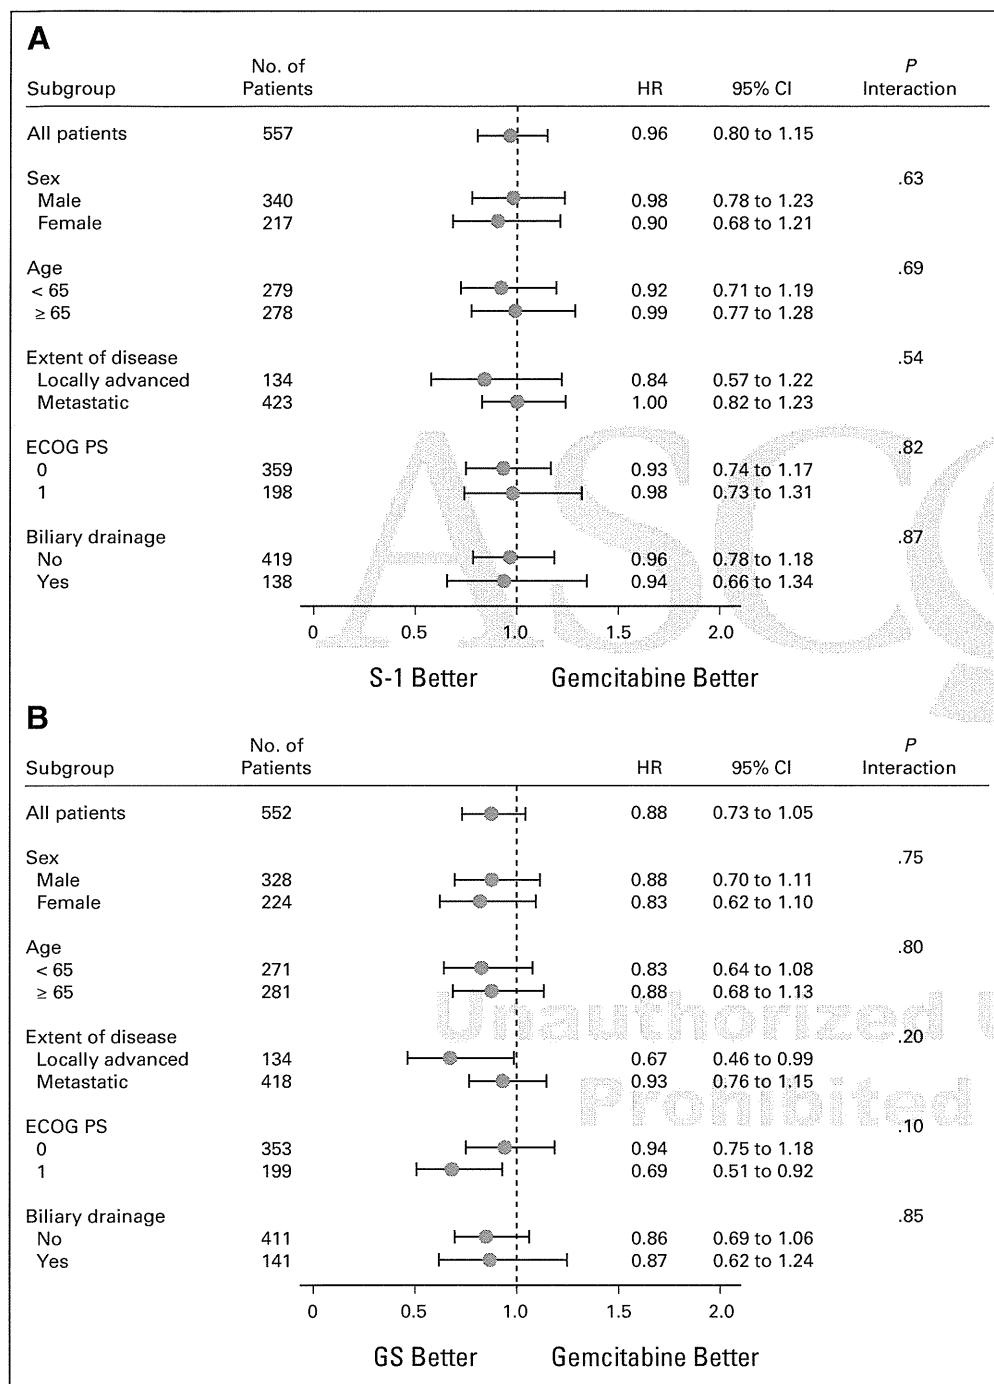 A
No. of
P
Subgroup Patients HR 95% CI Interaction
All patients 557 0.96 0.80 to 1.15
Sex .63
Male 340 0.98 0.78 to 1.23
Female 217 0.90 0.68 to 1.21
Age .69
< 65 279 0.92 0.71 to 1.19
≥ 65 278 0.99 0.77 to 1.28
Extent of disease .54
Locally advanced 134 0.84 0.57 to 1.22
Metastatic 423 1.00 0.82 to 1.23
ECOG PS .82
0 359 0.93 0.74 to 1.17
1 198 0.98 0.73 to 1.31
Biliary drainage .87
No 419 0.96 0.78 to 1.18
Yes 138 0.94 0.66 to 1.34
0 0.5 1.0 1.5 2.0
S-1 Better Gemcitabine Better
ASCO
B
No. of
P
Subgroup Patients HR 95% CI Interaction
All patients 552 0.88 0.73 to 1.05
Sex .75
Male 328 0.88 0.70 to 1.11
Female 224 0.83 0.62 to 1.10
Age .80
< 65 271 0.83 0.64 to 1.08
≥ 65 281 0.88 0.68 to 1.13
Unauthorized U
Extent of disease .20
Locally advanced 134 0.67 0.46 to 0.99
Metastatic 418 0.93 0.76 to 1.15
Prohibited
ECOG PS .10
0 353 0.94 0.75 to 1.18
1 199 0.69 0.51 to 0.92
Biliary drainage .85
No 411 0.86 0.69 to 1.06
Yes 141 0.87 0.62 to 1.24
0 0.5 1.0 1.5 2.0
GS Better Gemcitabine Better